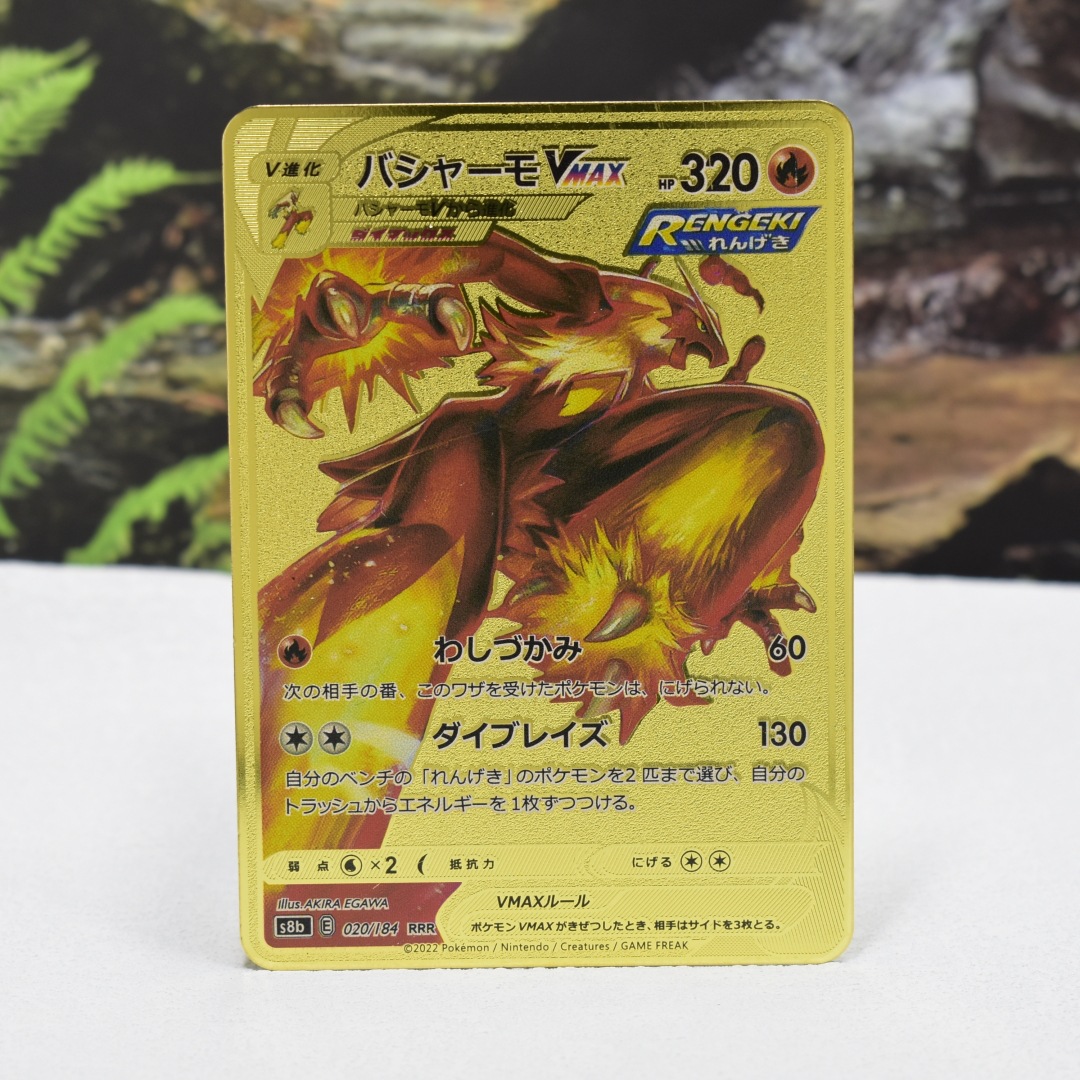 V進化
バシャーモVMAX HP 320
バシャーモVから進化
RENGEKI
れんげき
わしづかみ 60
次の相手の番、このワザを受けたポケモンは、にげられない。
ダイブレイズ 130
自分のベンチの「れんげき」のポケモンを2匹まで選び、自分の
トラッシュからエネルギーを1枚ずつつける。
弱点 ×2 抵抗力 にげる
Illus. AKIRA EGAWA
VMAXルール
s8b E 020/184 RRR
ポケモンVMAXがきぜつしたとき、相手はサイドを3枚とる。
©2022 Pokémon / Nintendo / Creatures / GAME FREAK